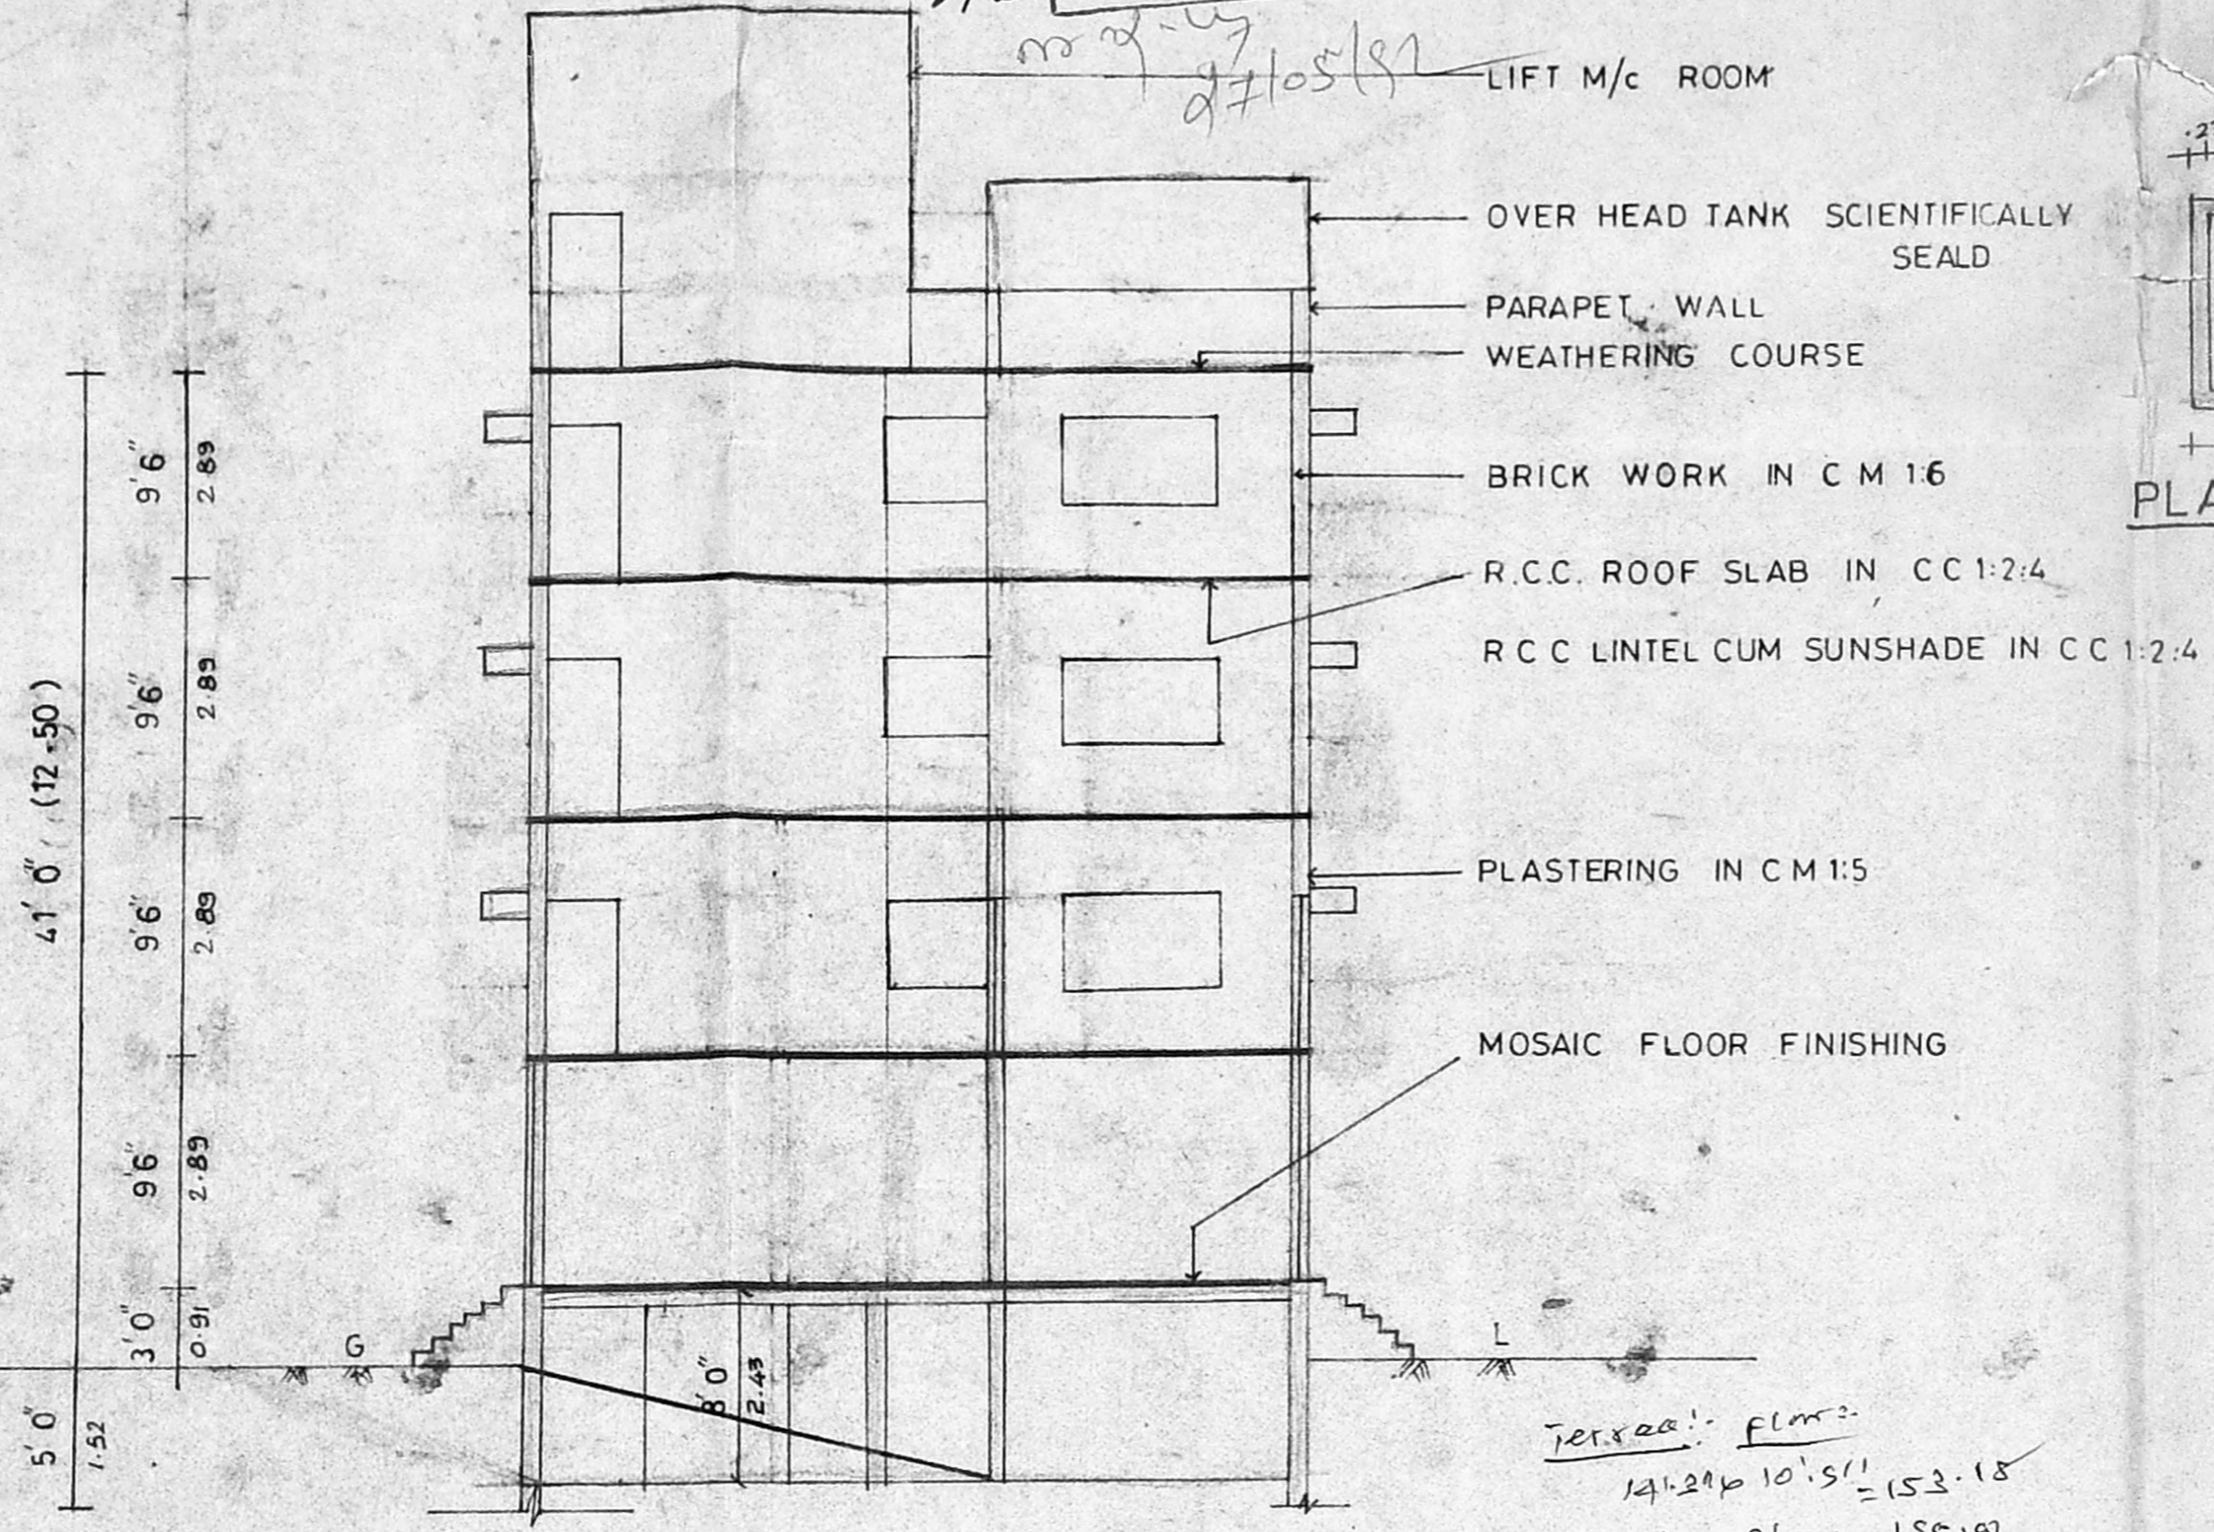 27/05/92
LIFT M/c ROOM
OVER HEAD TANK SCIENTIFICALLY
SEALD
PARAPET WALL
WEATHERING COURSE
BRICK WORK IN C M 1:6
R.C.C. ROOF SLAB IN C C 1:2:4
R C C LINTEL CUM SUNSHADE IN C C 1:2:4
PLASTERING IN C M 1:5
MOSAIC FLOOR FINISHING
PLA
9'6"
2.89
9'6"
2.89
9'6"
2.89
9'6"
2.89
3'0"
0.91
41'0" (12.50)
5'0"
1.52
G
L
8'0"
2.43
= 153.18